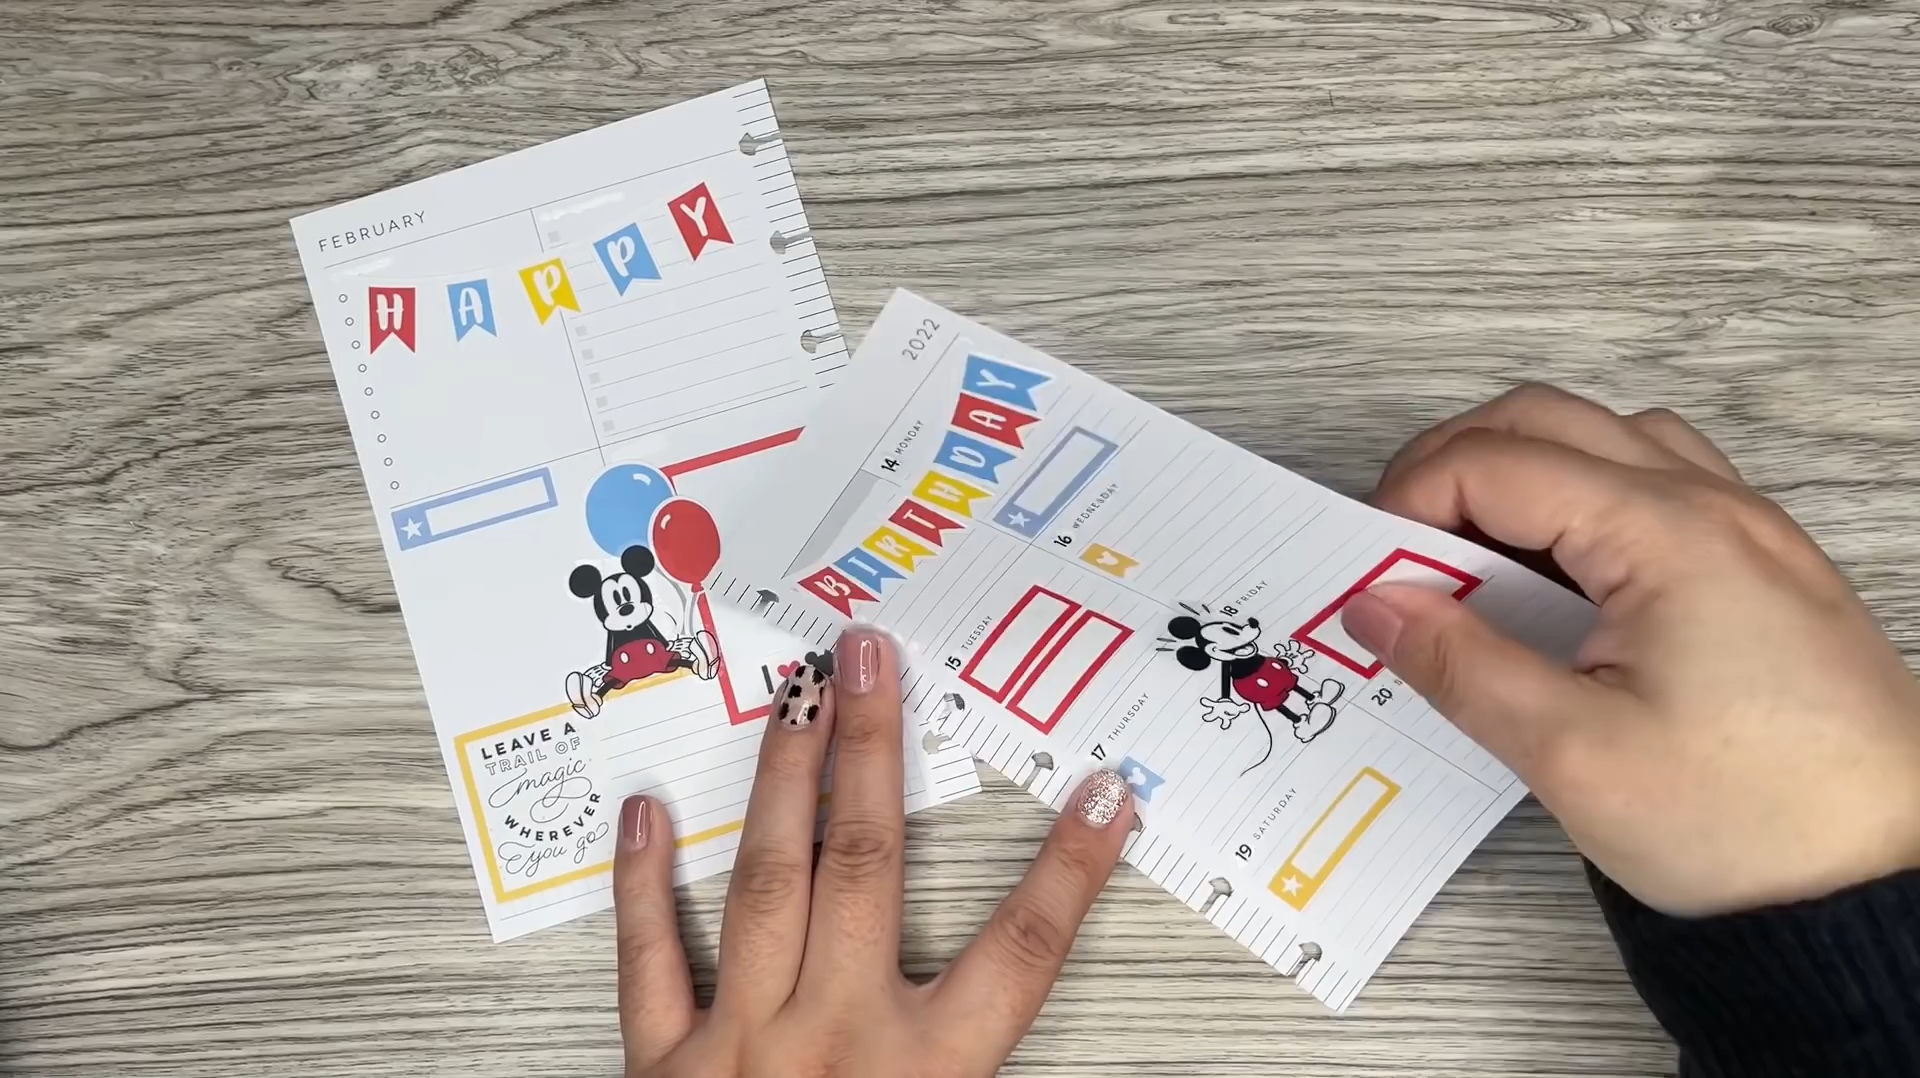 FEBRUARY
HAPPY
I
LEAVE A
TRAIL OF
magic
WHEREVER
you go
2022
BIRTHDAY
14 MONDAY
15 TUESDAY
16 WEDNESDAY
17 THURSDAY
18 FRIDAY
19 SATURDAY
20